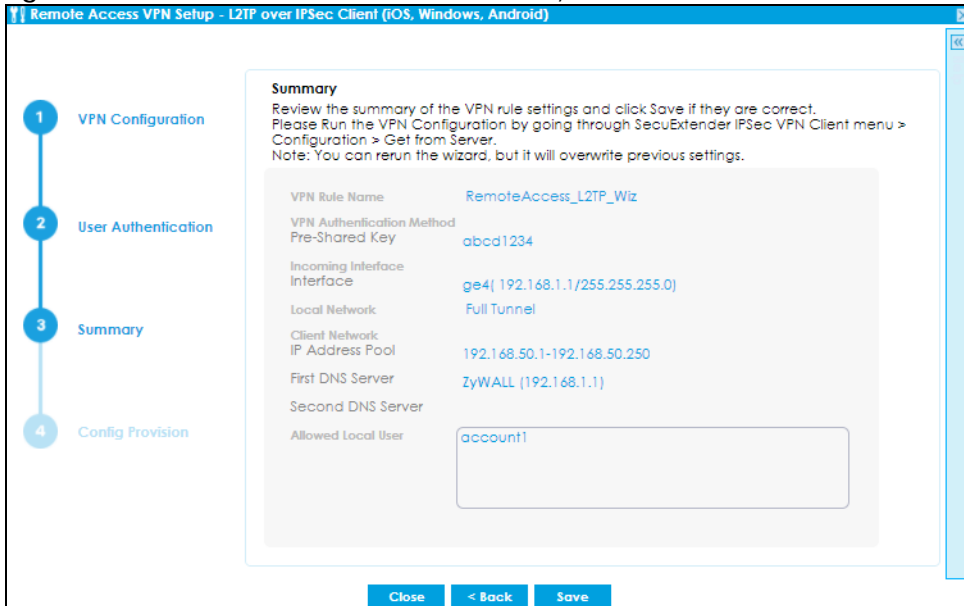 Remote Access VPN Setup - L2TP over IPSec Client (iOS, Windows, Android)
Summary
Review the summary of the VPN rule settings and click Save if they are correct.
Please Run the VPN Configuration by going through SecuExtender IPSec VPN Client menu >
Configuration > Get from Server.
Note: You can rerun the wizard, but it will overwrite previous settings.
1 VPN Configuration
2 User Authentication
3 Summary
4 Config Provision
VPN Rule Name RemoteAccess_L2TP_Wiz
VPN Authentication Method
Pre-Shared Key abcd1234
Incoming Interface
Interface ge4( 192.168.1.1/255.255.255.0)
Local Network Full Tunnel
Client Network
IP Address Pool 192.168.50.1-192.168.50.250
First DNS Server ZyWALL (192.168.1.1)
Second DNS Server
Allowed Local User account1
Close < Back Save